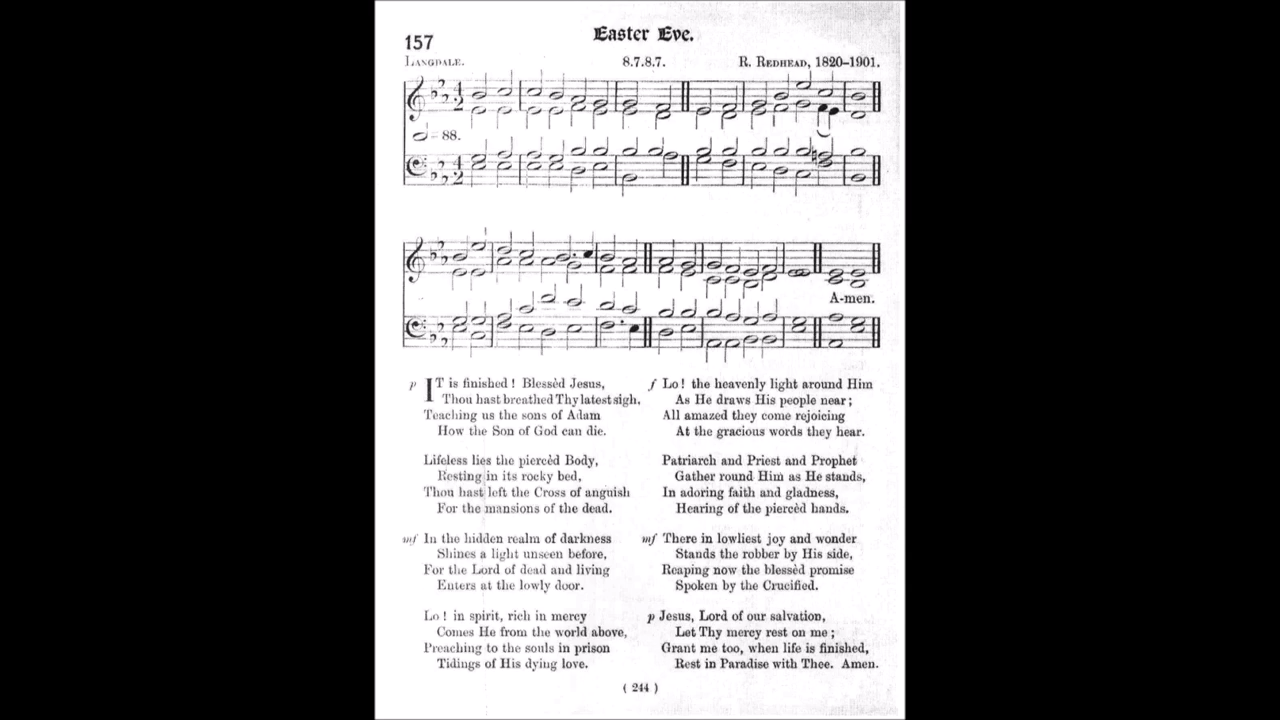 157
Easter Eve.
LANGDALE. 8.7.8.7. R. REDHEAD, 1820–1901.
= 88.
A-men.
p IT is finished! Blessèd Jesus,
Thou hast breathed Thy latest sigh,
Teaching us the sons of Adam
How the Son of God can die.
Lifeless lies the piercèd Body,
Resting in its rocky bed,
Thou hast left the Cross of anguish
For the mansions of the dead.
mf In the hidden realm of darkness
Shines a light unseen before,
For the Lord of dead and living
Enters at the lowly door.
Lo! in spirit, rich in mercy
Comes He from the world above,
Preaching to the souls in prison
Tidings of His dying love.
f Lo! the heavenly light around Him
As He draws His people near;
All amazed they come rejoicing
At the gracious words they hear.
Patriarch and Priest and Prophet
Gather round Him as He stands,
In adoring faith and gladness,
Hearing of the piercèd hands.
mf There in lowliest joy and wonder
Stands the robber by His side,
Reaping now the blessèd promise
Spoken by the Crucified.
p Jesus, Lord of our salvation,
Let Thy mercy rest on me;
Grant me too, when life is finished,
Rest in Paradise with Thee. Amen.
( 244 )